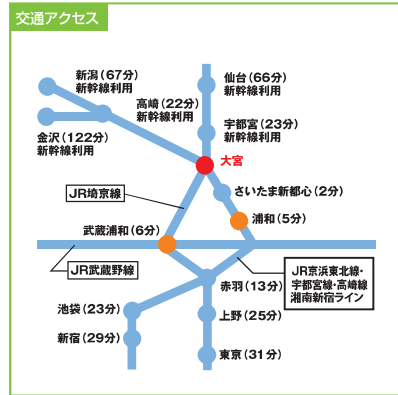 交通アクセス
新潟(67分)
新幹線利用
仙台(66分)
新幹線利用
高崎(22分)
新幹線利用
金沢(122分)
新幹線利用
宇都宮(23分)
新幹線利用
大宮
さいたま新都心(2分)
JR埼京線
浦和(5分)
武蔵浦和(6分)
JR武蔵野線
JR京浜東北線・
宇都宮線・高崎線
湘南新宿ライン
赤羽(13分)
池袋(23分)
上野(25分)
新宿(29分)
東京(31分)